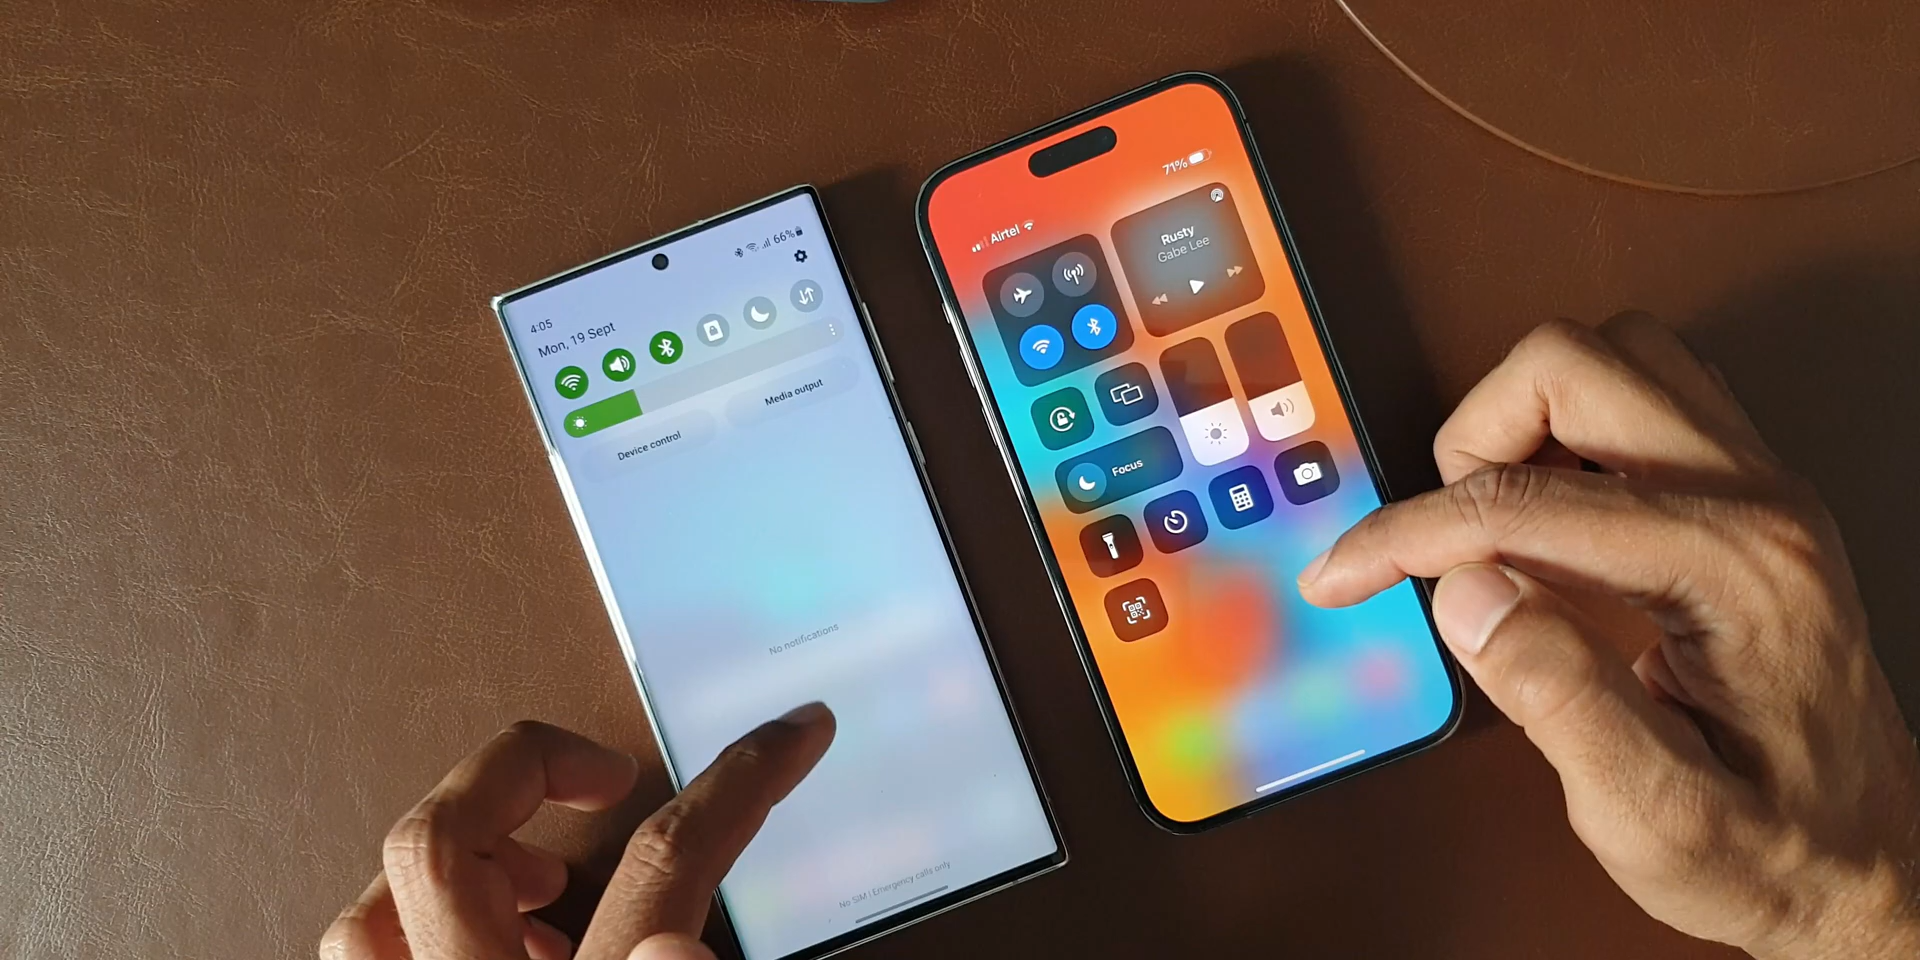 66%
4:05
Mon, 19 Sept
Device control
Media output
No notifications
No SIM | Emergency calls only
71%
Airtel
Rusty
Gabe Lee
Focus